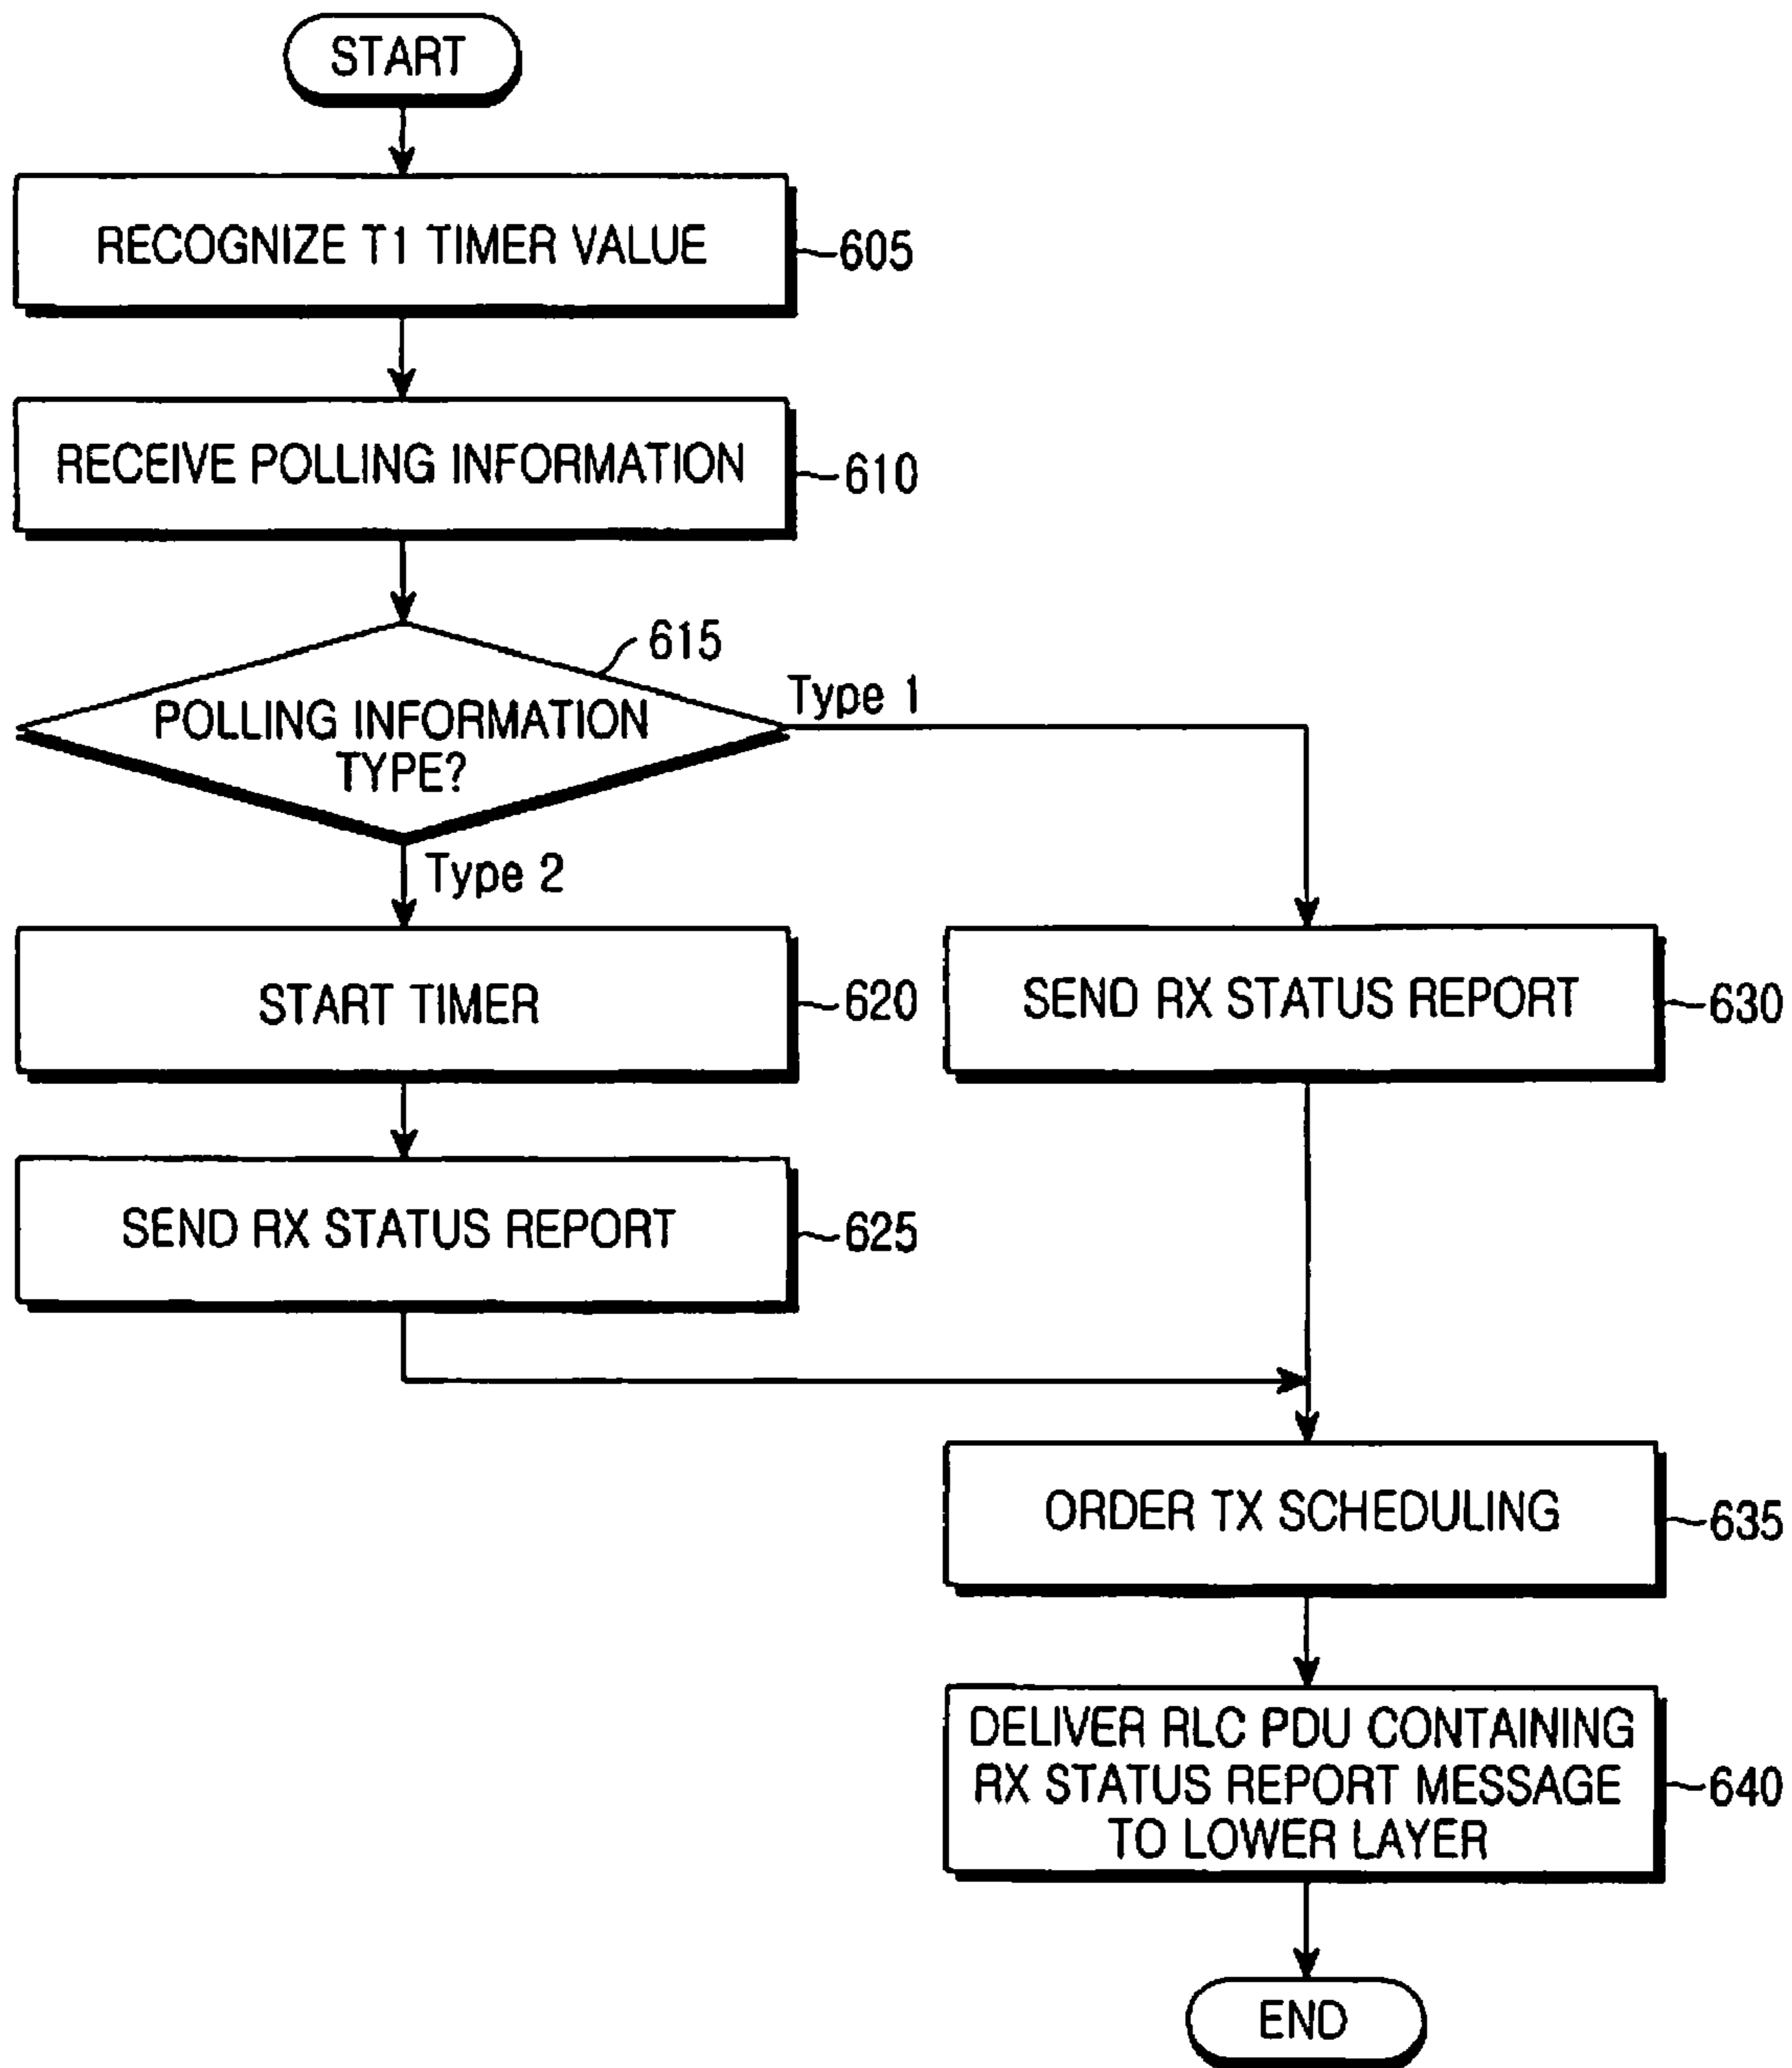 START
RECOGNIZE T1 TIMER VALUE
605
RECEIVE POLLING INFORMATION
610
615
POLLING INFORMATION
TYPE?
Type 1
Type 2
START TIMER
620
SEND RX STATUS REPORT
630
SEND RX STATUS REPORT
625
ORDER TX SCHEDULING
635
DELIVER RLC PDU CONTAINING
RX STATUS REPORT MESSAGE
TO LOWER LAYER
640
END